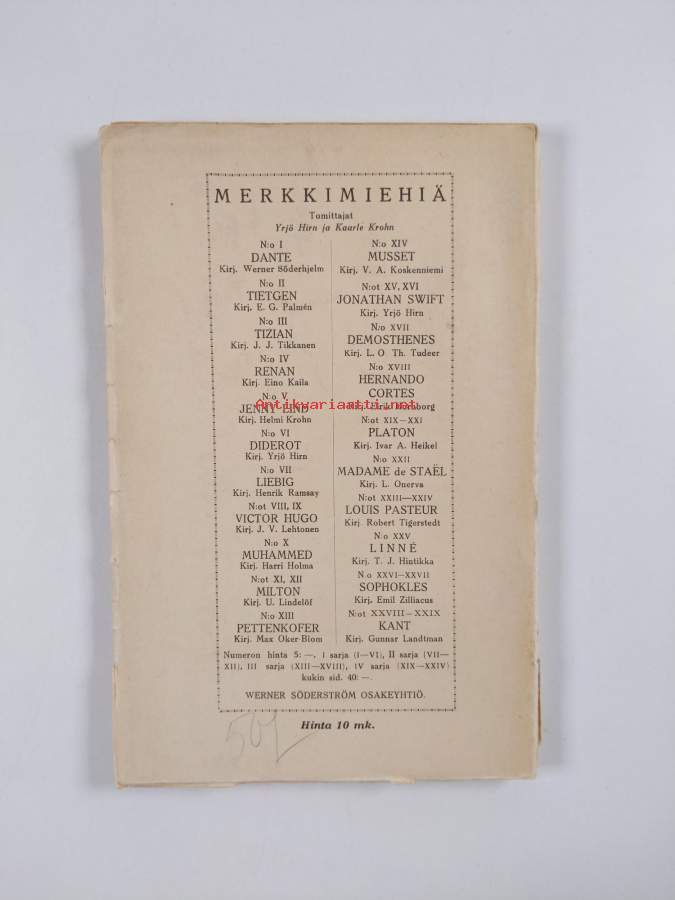 MERKKIMIEHIÄ
Tomittajat
Yrjö Hirn ja Kaarle Krohn
N:o I
DANTE
Kirj. Werner Söderhjelm
N:o II
TIETGEN
Kirj. E. G. Palmén
N:o III
TIZIAN
Kirj. J. J. Tikkanen
N:o IV
RENAN
Kirj. Eino Kaila
N:o V
JENNY LIND
Kirj. Helmi Krohn
N:o VI
DIDEROT
Kirj. Yrjö Hirn
N:o VII
LIEBIG
Kirj. Henrik Ramsay
N:ot VIII, IX
VICTOR HUGO
Kirj. J. V. Lehtonen
N:o X
MUHAMMED
Kirj. Harri Holma
N:ot XI, XII
MILTON
Kirj. U. Lindelöf
N:o XIII
PETTENKOFER
Kirj. Max Oker-Blom
N:o XIV
MUSSET
Kirj. V. A. Koskenniemi
N:ot XV, XVI
JONATHAN SWIFT
Kirj. Yrjö Hirn
N:o XVII
DEMOSTHENES
Kirj. L. O Th. Tudeer
N:o XVIII
HERNANDO
CORTES
Kirj.
N:ot XIX—XXI
PLATON
Kirj. Ivar A. Heikel
N:o XXII
MADAME de STAËL
Kirj. L. Onerva
N:ot XXIII—XXIV
LOUIS PASTEUR
Kirj Robert Tigerstedt
N:o XXV
LINNÉ
Kirj. T. J. Hintikka
N o XXVI—XXVII
SOPHOKLES
Kirj. Emil Zilliacus
N:ot XXVIII—XXIX
KANT
Kirj. Gunnar Landtman
Numeron hinta 5: —. I sarja (I—VI), II sarja (VII—
XII), III sarja (XIII—XVIII), IV sarja (XIX—XXIV)
kukin sid. 40: —.
WERNER SÖDERSTRÖM OSAKEYHTIÖ.
Hinta 10 mk.
Antikvariaatti.net